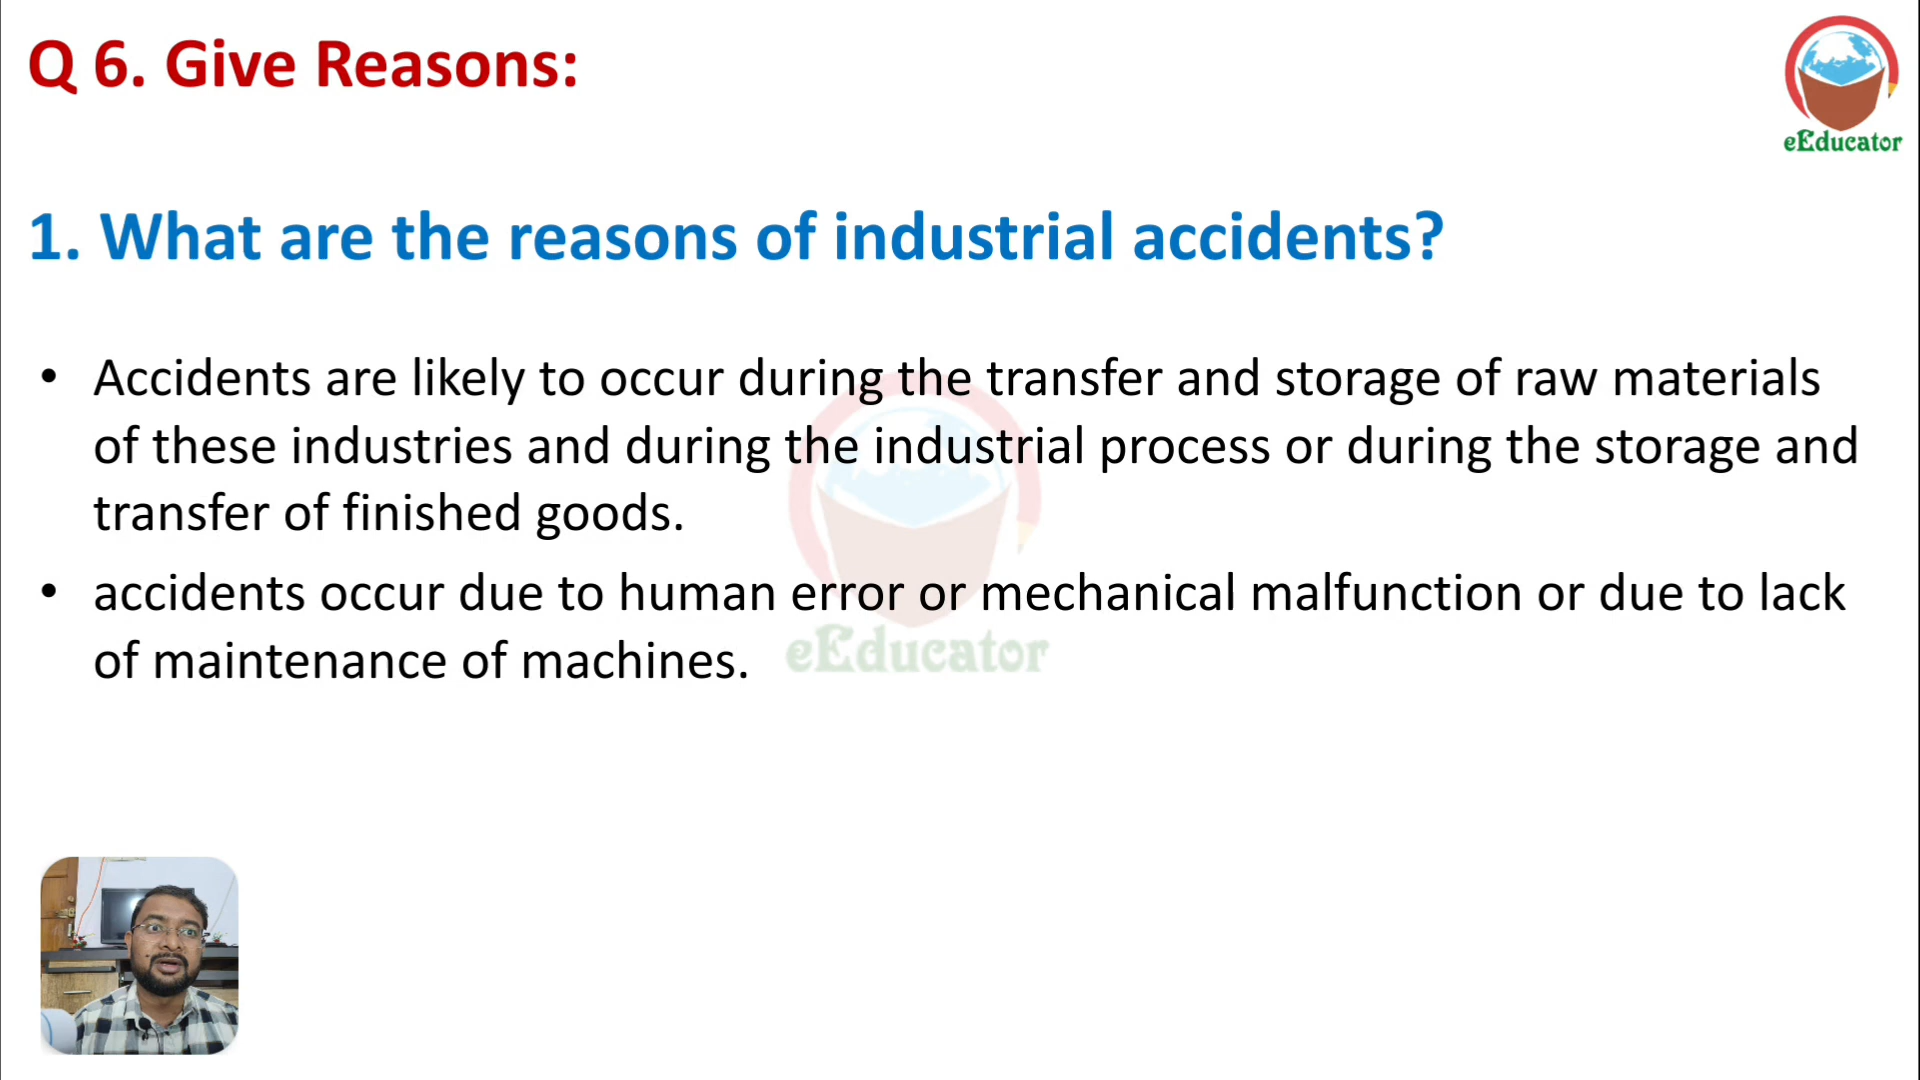 Q 6. Give Reasons:
eEducator
1. What are the reasons of industrial accidents?
• Accidents are likely to occur during the transfer and storage of raw materials
of these industries and during the industrial process or during the storage and
transfer of finished goods.
• accidents occur due to human error or mechanical malfunction or due to lack
of maintenance of machines.
eEducator